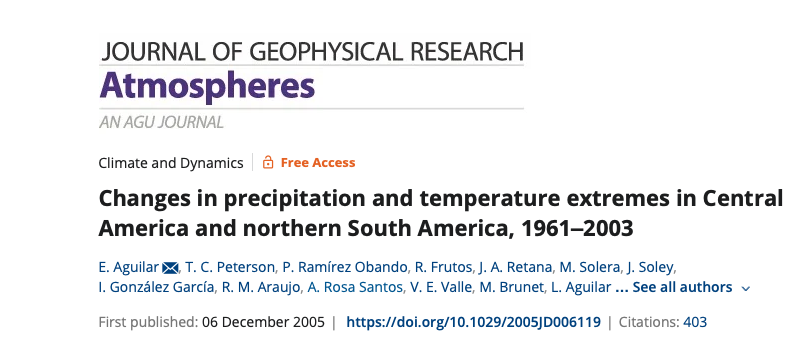 JOURNAL OF GEOPHYSICAL RESEARCH
Atmospheres
AN AGU JOURNAL
Climate and Dynamics Free Access
Changes in precipitation and temperature extremes in Central
America and northern South America, 1961–2003
E. Aguilar, T. C. Peterson, P. Ramírez Obando, R. Frutos, J. A. Retana, M. Solera, J. Soley,
I. González García, R. M. Araujo, A. Rosa Santos, V. E. Valle, M. Brunet, L. Aguilar ... See all authors
First published: 06 December 2005 | https://doi.org/10.1029/2005JD006119 | Citations: 403